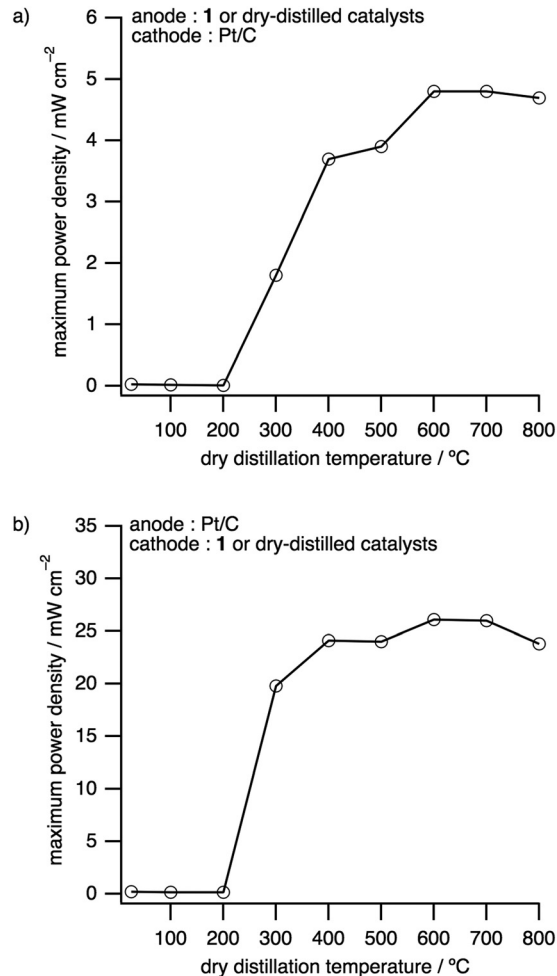 a)
anode : 1 or dry-distilled catalysts
cathode : Pt/C
maximum power density / mW cm⁻²
6
5
4
3
2
1
0
100 200 300 400 500 600 700 800
dry distillation temperature / ºC
b)
anode : Pt/C
cathode : 1 or dry-distilled catalysts
maximum power density / mW cm⁻²
35
30
25
20
15
10
5
0
100 200 300 400 500 600 700 800
dry distillation temperature / ºC